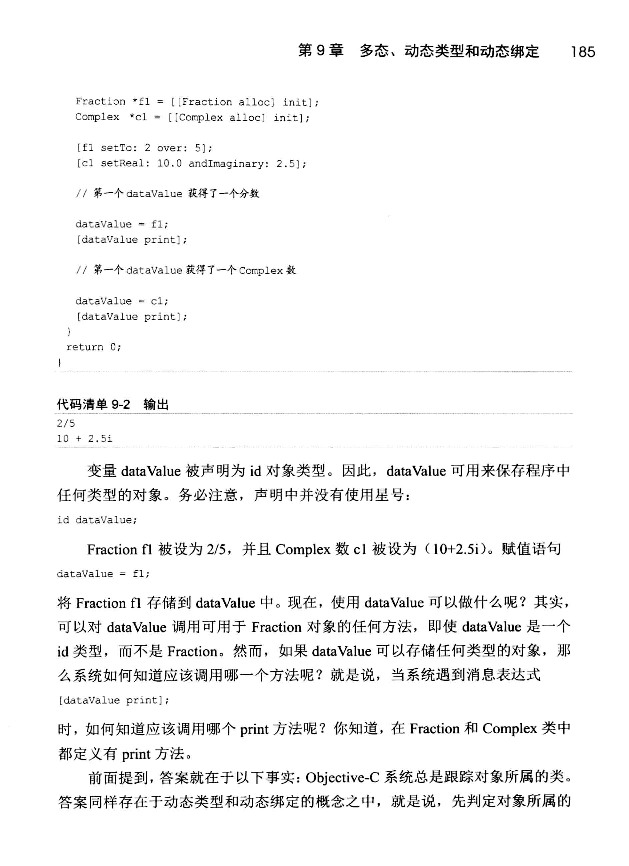 第 9 章 多态、动态类型和动态绑定 185
Fraction *f1 = [[Fraction alloc] init];
Complex *c1 = [[Complex alloc] init];
[f1 setTo: 2 over: 5];
[c1 setReal: 10.0 andImaginary: 2.5];
// 第一个 dataValue 获得了一个分数
dataValue = f1;
[dataValue print];
// 第一个 dataValue 获得了一个 Complex 数
dataValue = c1;
[dataValue print];
}
return 0;
}
代码清单 9-2 输出
2/5
10 + 2.5i
变量 dataValue 被声明为 id 对象类型。因此，dataValue 可用来保存程序中
任何类型的对象。务必注意，声明中并没有使用星号：
id dataValue;
Fraction f1 被设为 2/5，并且 Complex 数 c1 被设为（10+2.5i）。赋值语句
dataValue = f1;
将 Fraction f1 存储到 dataValue 中。现在，使用 dataValue 可以做什么呢？其实，
可以对 dataValue 调用可用于 Fraction 对象的任何方法，即使 dataValue 是一个
id 类型，而不是 Fraction。然而，如果 dataValue 可以存储任何类型的对象，那
么系统如何知道应该调用哪一个方法呢？就是说，当系统遇到消息表达式
[dataValue print];
时，如何知道应该调用哪个 print 方法呢？你知道，在 Fraction 和 Complex 类中
都定义有 print 方法。
前面提到，答案就在于以下事实：Objective-C 系统总是跟踪对象所属的类。
答案同样存在于动态类型和动态绑定的概念之中，就是说，先判定对象所属的